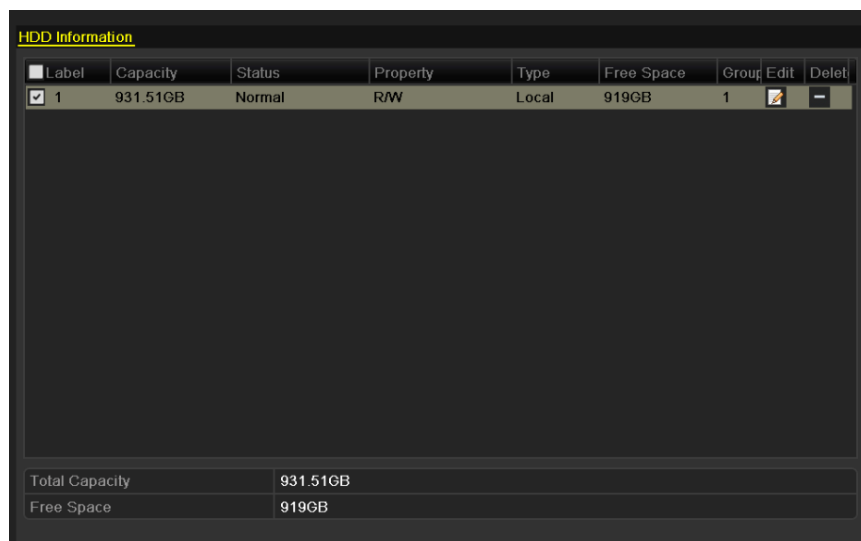 HDD Information
Label Capacity Status Property Type Free Space Group Edit Delet
1 931.51GB Normal R/W Local 919GB 1
Total Capacity 931.51GB
Free Space 919GB